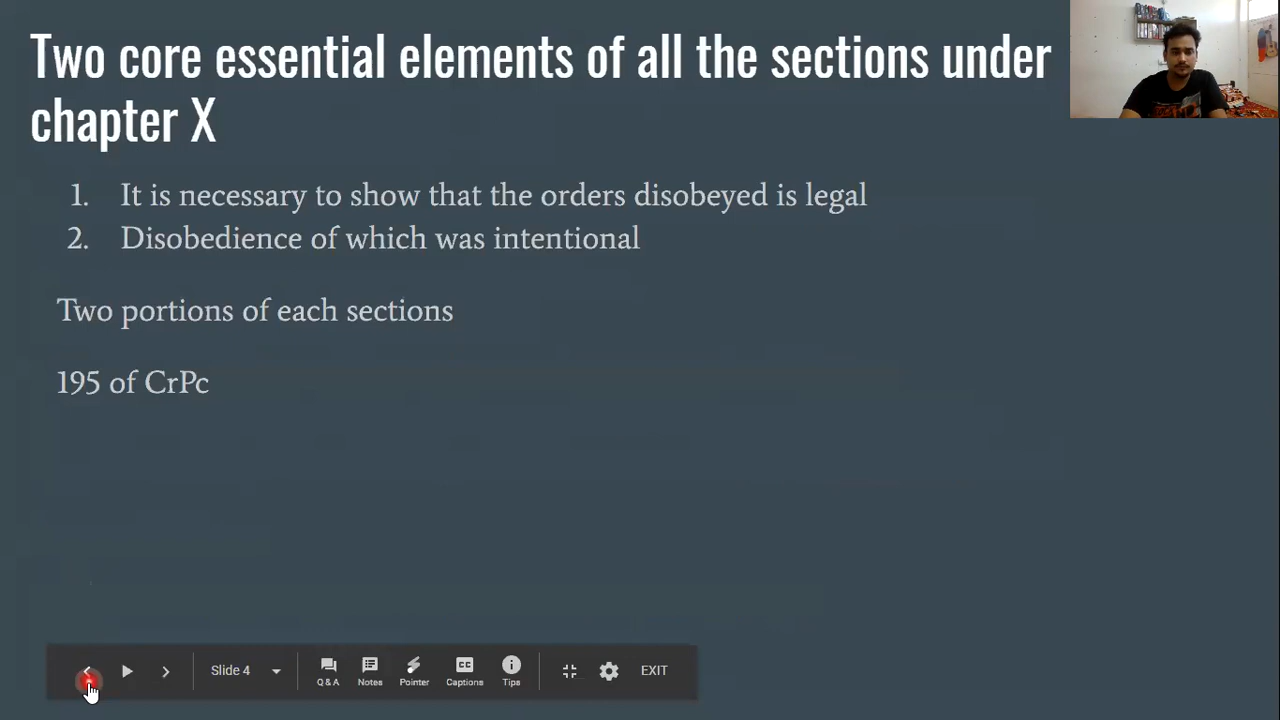 Two core essential elements of all the sections under
chapter X
1. It is necessary to show that the orders disobeyed is legal
2. Disobedience of which was intentional
Two portions of each sections
195 of CrPc
Slide 4
Q & A
Notes
Pointer
Captions
Tips
EXIT